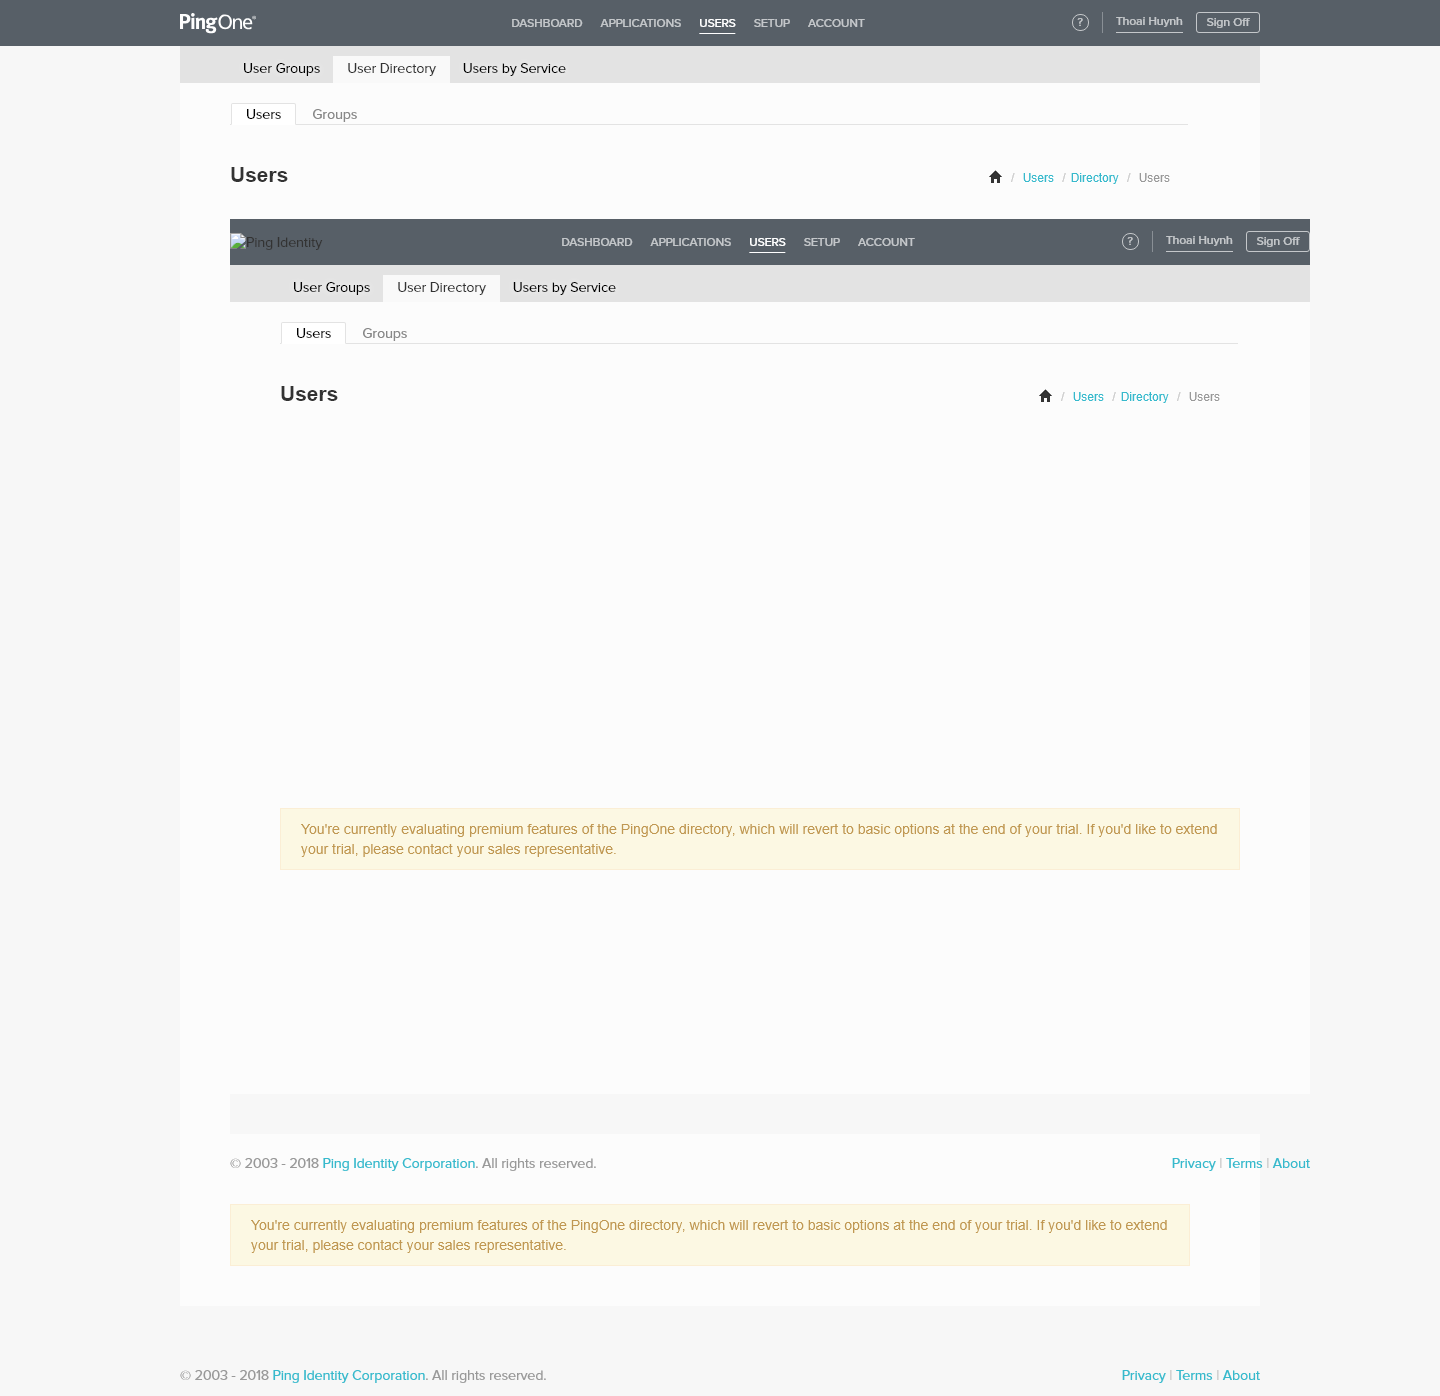 PingOne DASHBOARD APPLICATIONS USERS SETUP ACCOUNT ? Thoai Huynh Sign Off
User Groups User Directory Users by Service
Users Groups
Users / Users / Directory / Users
Ping Identity DASHBOARD APPLICATIONS USERS SETUP ACCOUNT ? Thoai Huynh Sign Off
User Groups User Directory Users by Service
Users Groups
Users / Users / Directory / Users
You're currently evaluating premium features of the PingOne directory, which will revert to basic options at the end of your trial. If you'd like to extend
your trial, please contact your sales representative.
© 2003 - 2018 Ping Identity Corporation. All rights reserved. Privacy | Terms | About
You're currently evaluating premium features of the PingOne directory, which will revert to basic options at the end of your trial. If you'd like to extend
your trial, please contact your sales representative.
© 2003 - 2018 Ping Identity Corporation. All rights reserved. Privacy | Terms | About